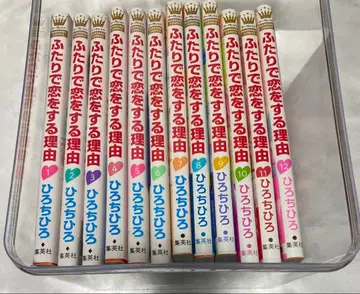 ふたりで恋をする理由 1 ひろちひろ 集英社
ふたりで恋をする理由 2 ひろちひろ 集英社
ふたりで恋をする理由 3 ひろちひろ 集英社
ふたりで恋をする理由 4 ひろちひろ 集英社
ふたりで恋をする理由 5 ひろちひろ 集英社
ふたりで恋をする理由 6 ひろちひろ 集英社
ふたりで恋をする理由 7 ひろちひろ 集英社
ふたりで恋をする理由 8 ひろちひろ 集英社
ふたりで恋をする理由 9 ひろちひろ 集英社
ふたりで恋をする理由 10 ひろちひろ 集英社
ふたりで恋をする理由 11 ひろちひろ 集英社
ふたりで恋をする理由 12 ひろちひろ 集英社